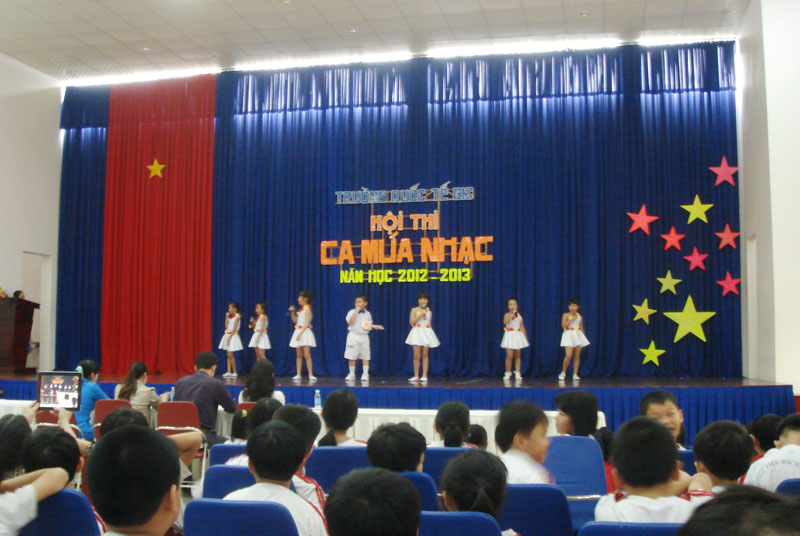 TRƯỜNG QUỐC TẾ GIS
HỘI THI
CA MÚA NHẠC
NĂM HỌC 2012 - 2013